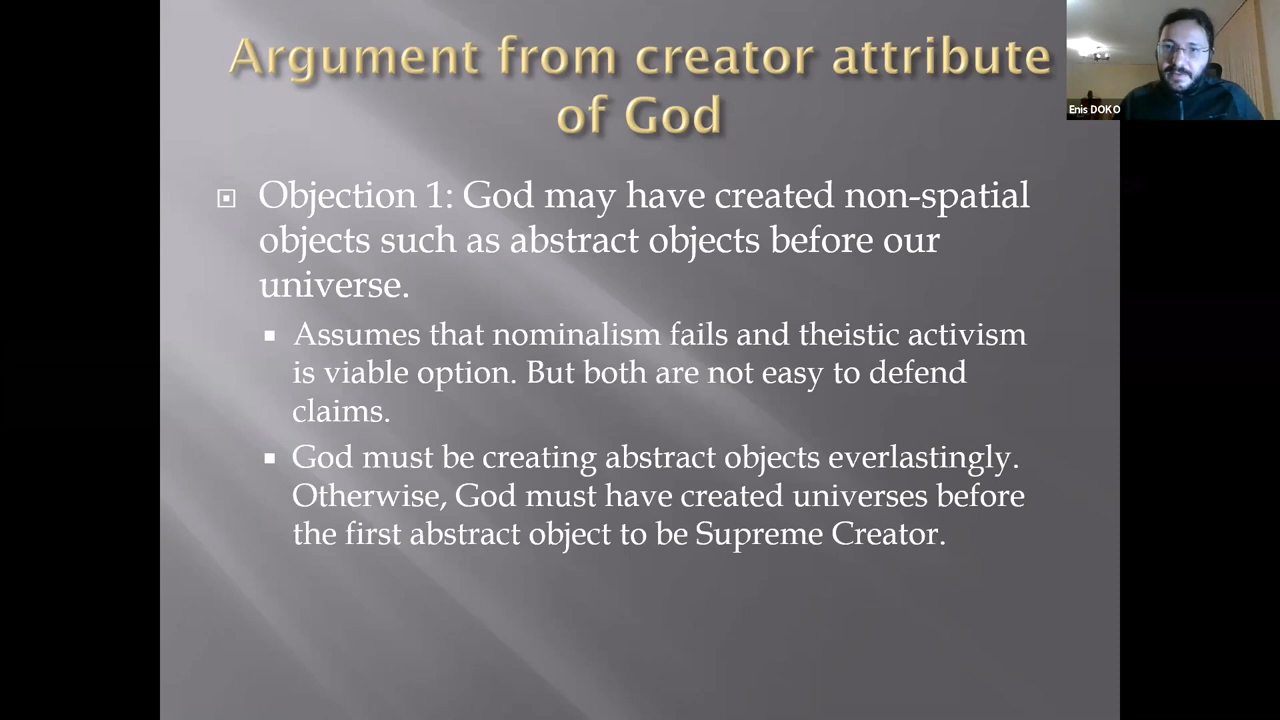 Argument from creator attribute
of God
Enis DOKO
Objection 1: God may have created non-spatial
objects such as abstract objects before our
universe.
Assumes that nominalism fails and theistic activism
is viable option. But both are not easy to defend
claims.
God must be creating abstract objects everlastingly.
Otherwise, God must have created universes before
the first abstract object to be Supreme Creator.